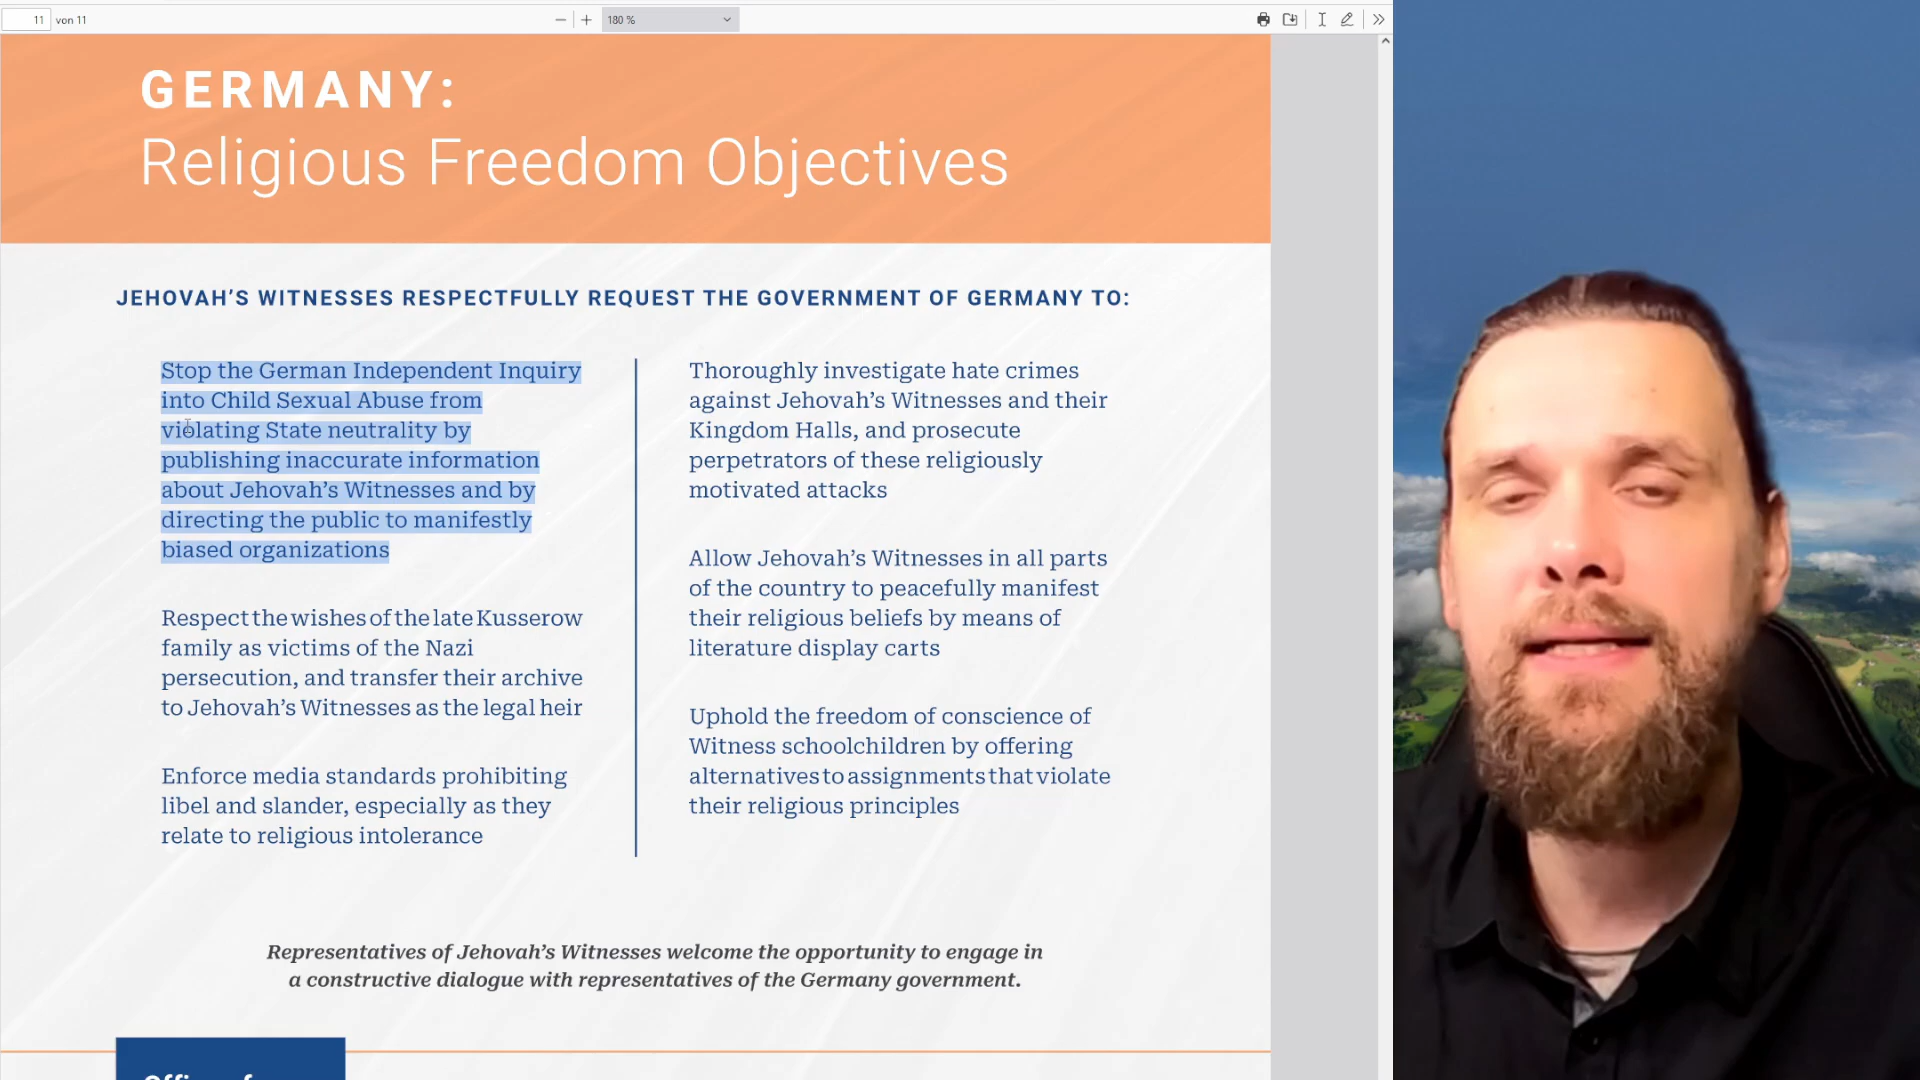 11 von 11
180 %
GERMANY:
Religious Freedom Objectives
JEHOVAH’S WITNESSES RESPECTFULLY REQUEST THE GOVERNMENT OF GERMANY TO:
Stop the German Independent Inquiry
into Child Sexual Abuse from
violating State neutrality by
publishing inaccurate information
about Jehovah’s Witnesses and by
directing the public to manifestly
biased organizations
Respect the wishes of the late Kusserow
family as victims of the Nazi
persecution, and transfer their archive
to Jehovah’s Witnesses as the legal heir
Enforce media standards prohibiting
libel and slander, especially as they
relate to religious intolerance
Thoroughly investigate hate crimes
against Jehovah’s Witnesses and their
Kingdom Halls, and prosecute
perpetrators of these religiously
motivated attacks
Allow Jehovah’s Witnesses in all parts
of the country to peacefully manifest
their religious beliefs by means of
literature display carts
Uphold the freedom of conscience of
Witness schoolchildren by offering
alternatives to assignments that violate
their religious principles
Representatives of Jehovah’s Witnesses welcome the opportunity to engage in
a constructive dialogue with representatives of the Germany government.